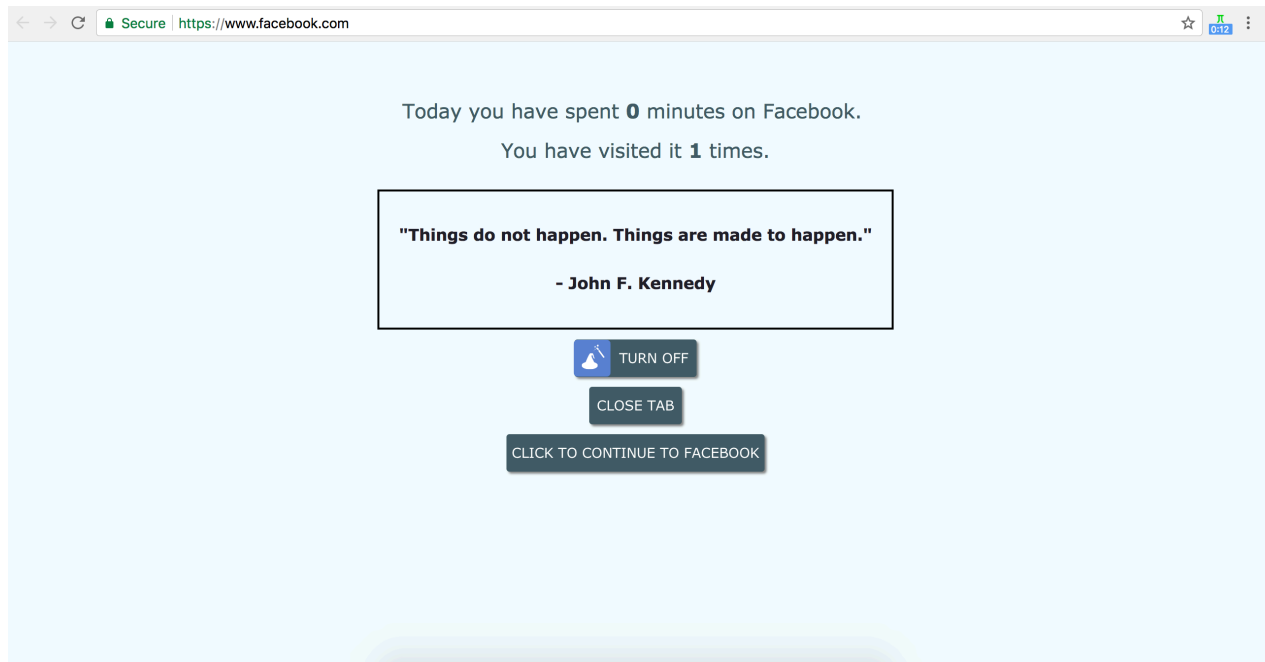 Secure https://www.facebook.com
π
0:12
Today you have spent 0 minutes on Facebook.
You have visited it 1 times.
"Things do not happen. Things are made to happen."
- John F. Kennedy
TURN OFF
CLOSE TAB
CLICK TO CONTINUE TO FACEBOOK